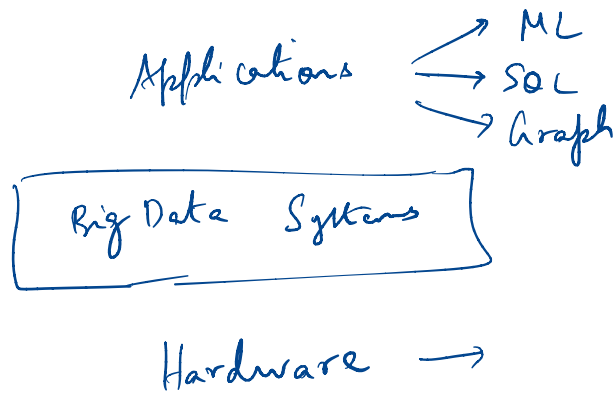 ML
Applications SQL
Graph
Big Data Systems
Hardware